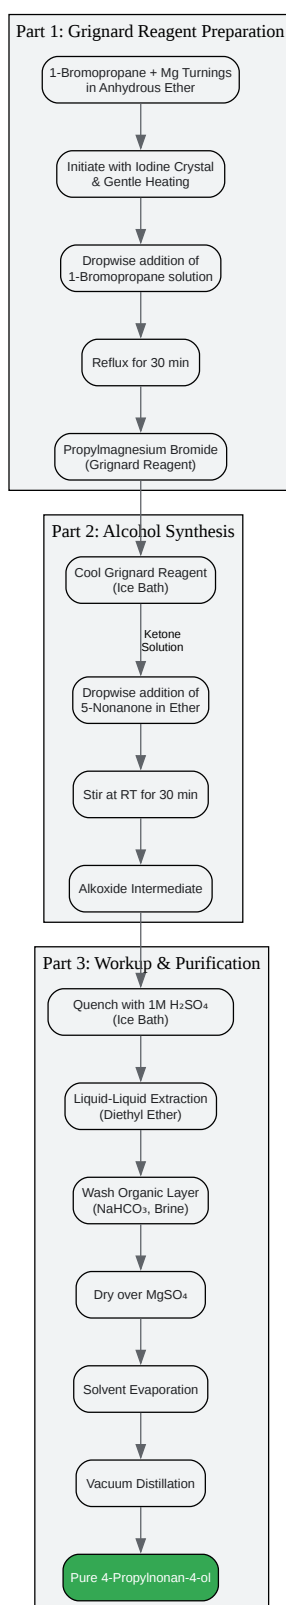 Part 1: Grignard Reagent Preparation
1-Bromopropane + Mg Turnings
in Anhydrous Ether
Initiate with Iodine Crystal
& Gentle Heating
Dropwise addition of
1-Bromopropane solution
Reflux for 30 min
Propylmagnesium Bromide
(Grignard Reagent)
Part 2: Alcohol Synthesis
Cool Grignard Reagent
(Ice Bath)
Ketone
Solution
Dropwise addition of
5-Nonanone in Ether
Stir at RT for 30 min
Alkoxide Intermediate
Part 3: Workup & Purification
Quench with 1M H₂SO₄
(Ice Bath)
Liquid-Liquid Extraction
(Diethyl Ether)
Wash Organic Layer
(NaHCO₃, Brine)
Dry over MgSO₄
Solvent Evaporation
Vacuum Distillation
Pure 4-Propylnonan-4-ol